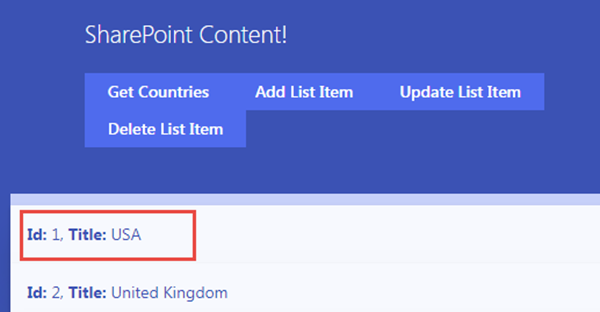 SharePoint Content!
Get Countries Add List Item Update List Item
Delete List Item
Id: 1, Title: USA
Id: 2, Title: United Kingdom